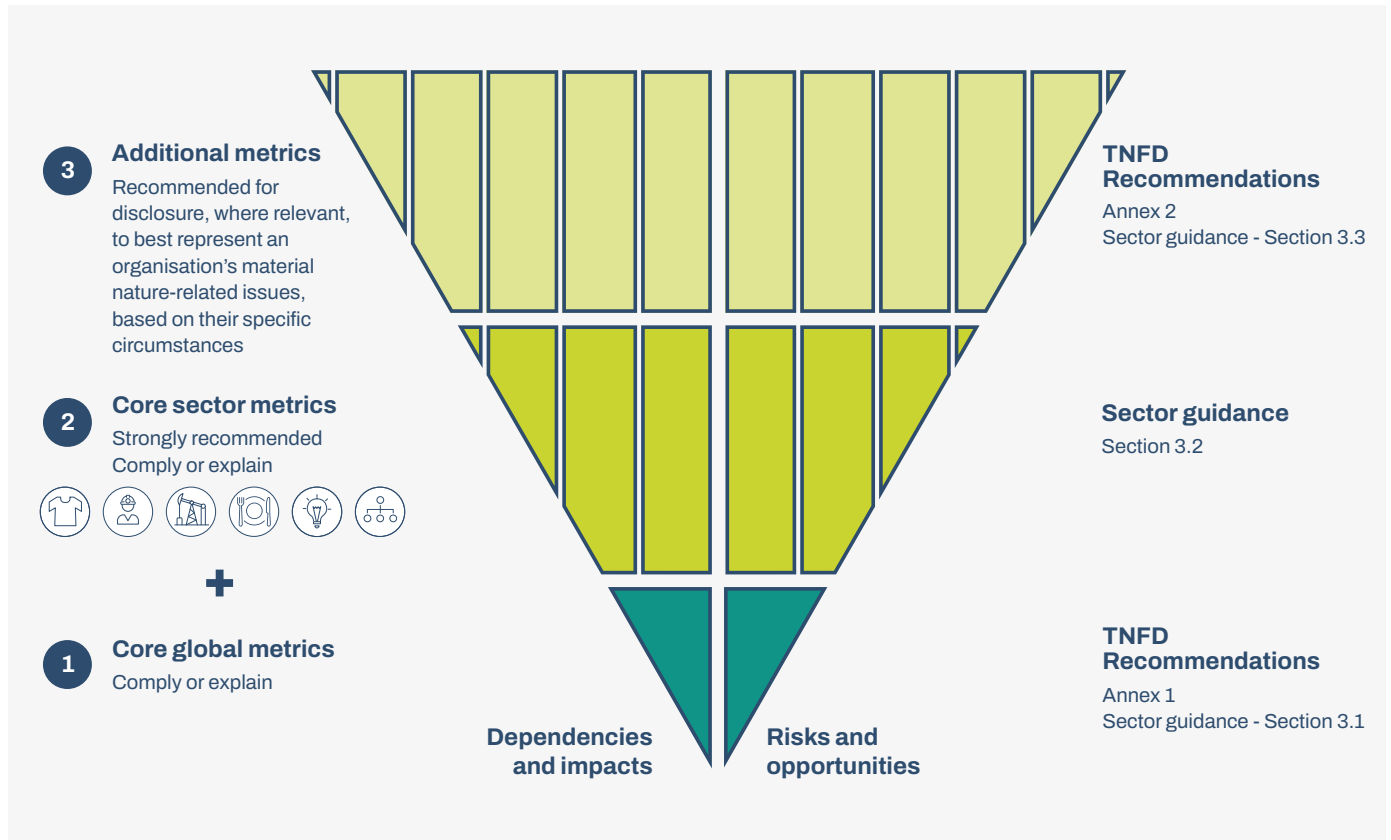 3
Additional metrics
Recommended for
disclosure, where relevant,
to best represent an
organisation's material
nature-related issues,
based on their specific
circumstances
TNFD
Recommendations
Annex 2
Sector guidance - Section 3.3
2
Core sector metrics
Strongly recommended
Comply or explain
Sector guidance
Section 3.2
+
1
Core global metrics
Comply or explain
TNFD
Recommendations
Annex 1
Sector guidance - Section 3.1
Dependencies
and impacts
Risks and
opportunities